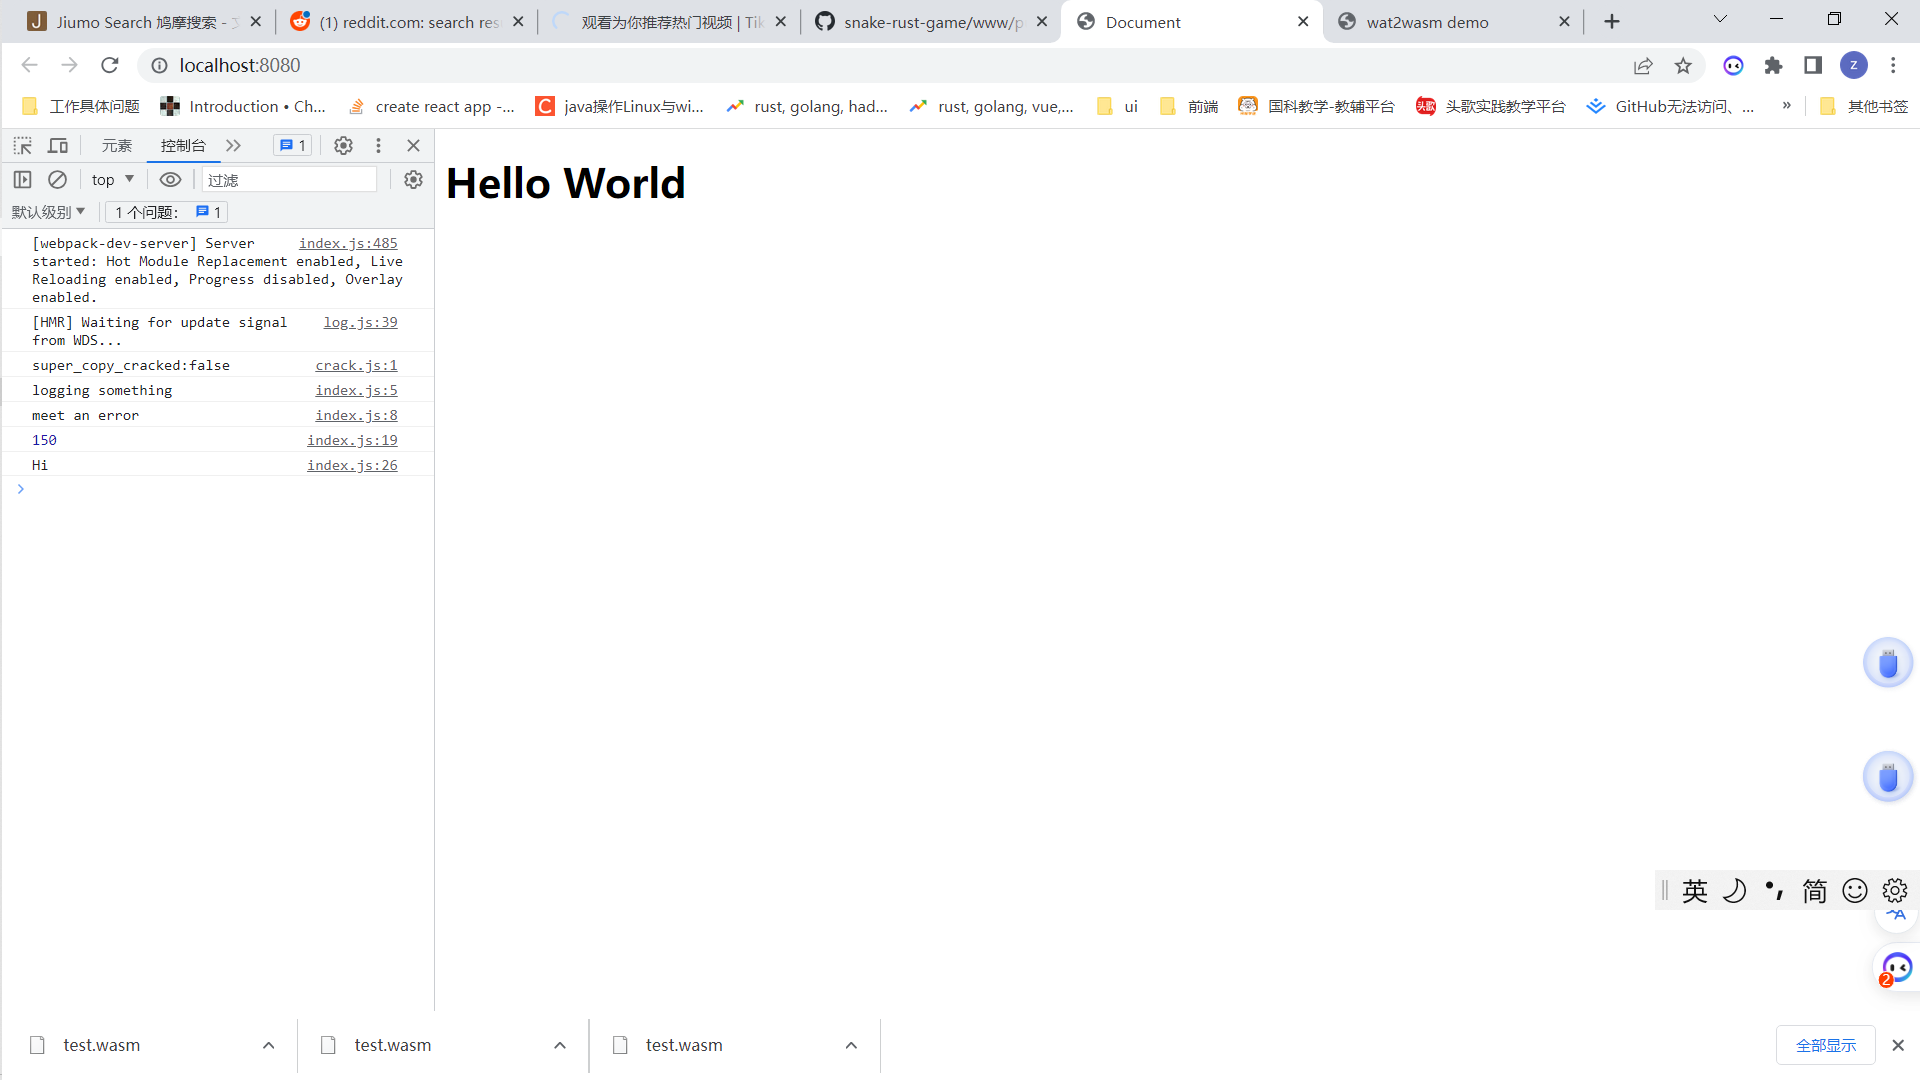 Jiumo Search 鸠摩搜索 -
(1) reddit.com: search res
观看为你推荐热门视频 | Tik
snake-rust-game/www/p
Document
wat2wasm demo
localhost:8080
z
工作具体问题
Introduction • Ch...
create react app -...
java操作Linux与wi...
rust, golang, had...
rust, golang, vue,...
ui
前端
国科教学-教辅平台
头歌实践教学平台
GitHub无法访问、...
»
其他书签
元素
控制台
1
top
过滤
默认级别
1 个问题:
1
[webpack-dev-server] Server index.js:485
started: Hot Module Replacement enabled, Live
Reloading enabled, Progress disabled, Overlay
enabled.
[HMR] Waiting for update signal log.js:39
from WDS...
super_copy_cracked:false crack.js:1
logging something index.js:5
meet an error index.js:8
150 index.js:19
Hi index.js:26
Hello World
英
简
2
test.wasm
test.wasm
test.wasm
全部显示